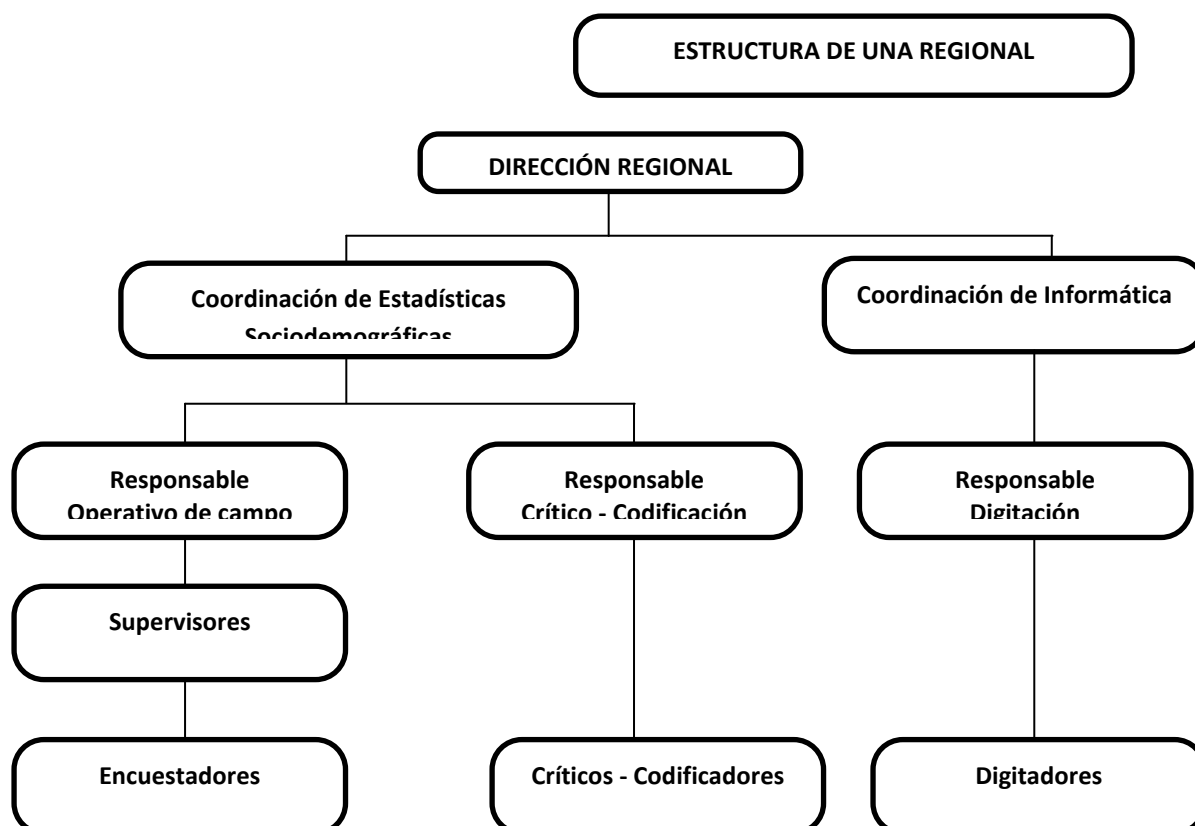 ESTRUCTURA DE UNA REGIONAL
DIRECCIÓN REGIONAL
Coordinación de Estadísticas
Sociodemográficas
Coordinación de Informática
Responsable
Operativo de campo
Responsable
Crítico - Codificación
Responsable
Digitación
Supervisores
Encuestadores
Críticos - Codificadores
Digitadores